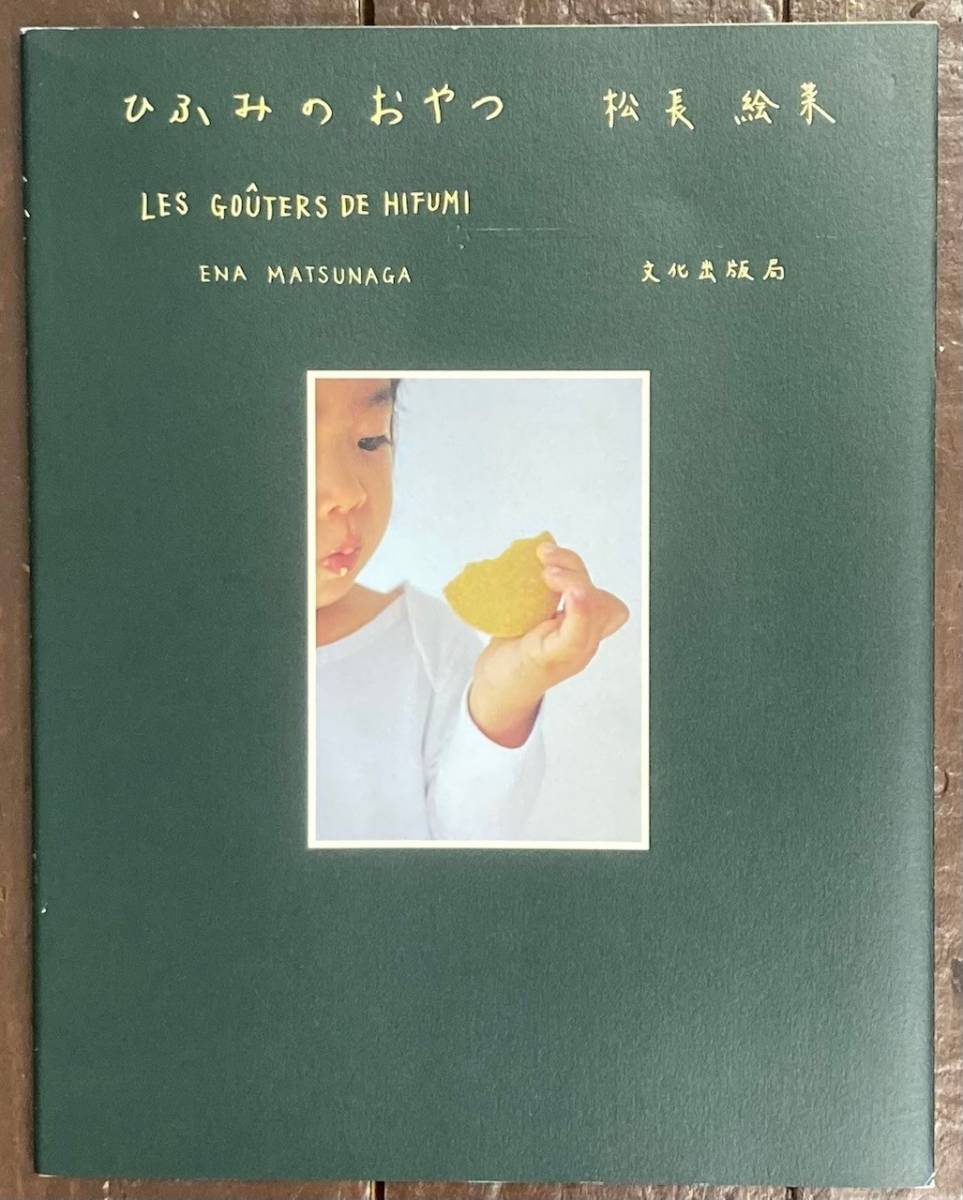 ひふみのおやつ 松長絵菜
LES GOÛTERS DE HIFUMI
ENA MATSUNAGA 文化出版局